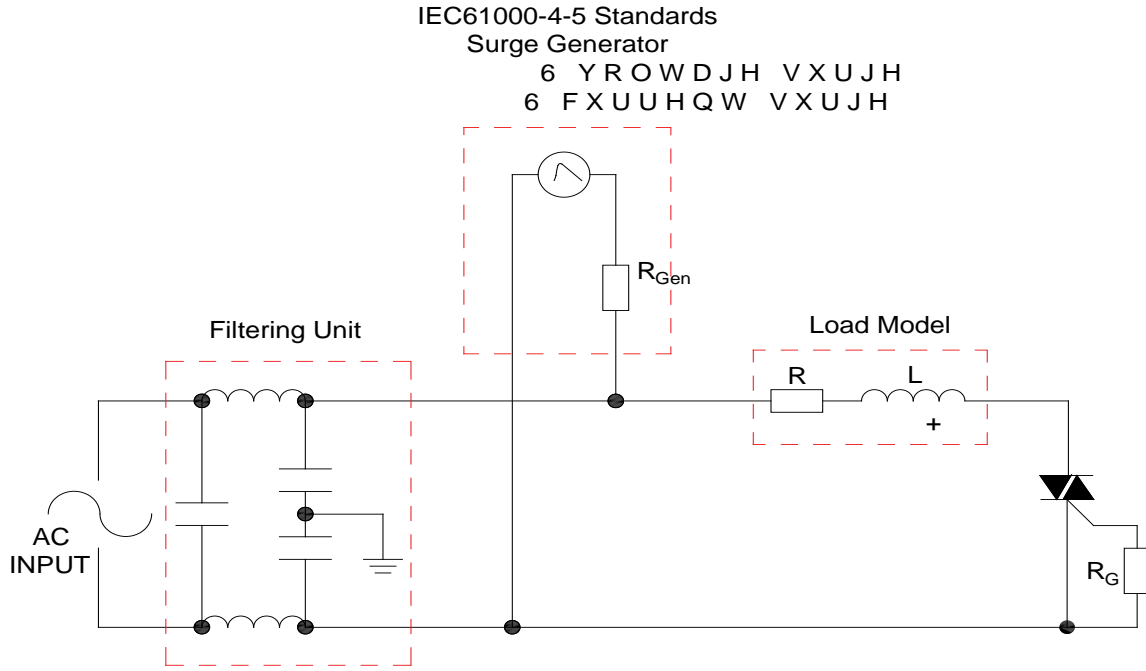 IEC61000-4-5 Standards
Surge Generator
6 YROWDJH VXUJH
6 FXUUHQW VXUJH
RGen
Filtering Unit
Load Model
R L
+
AC
INPUT
RG